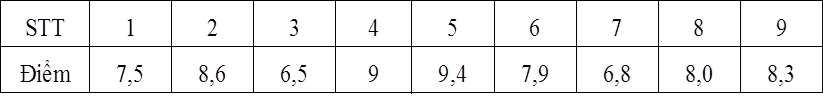 STT 1 2 3 4 5 6 7 8 9
Điểm 7,5 8,6 6,5 9 9,4 7,9 6,8 8,0 8,3